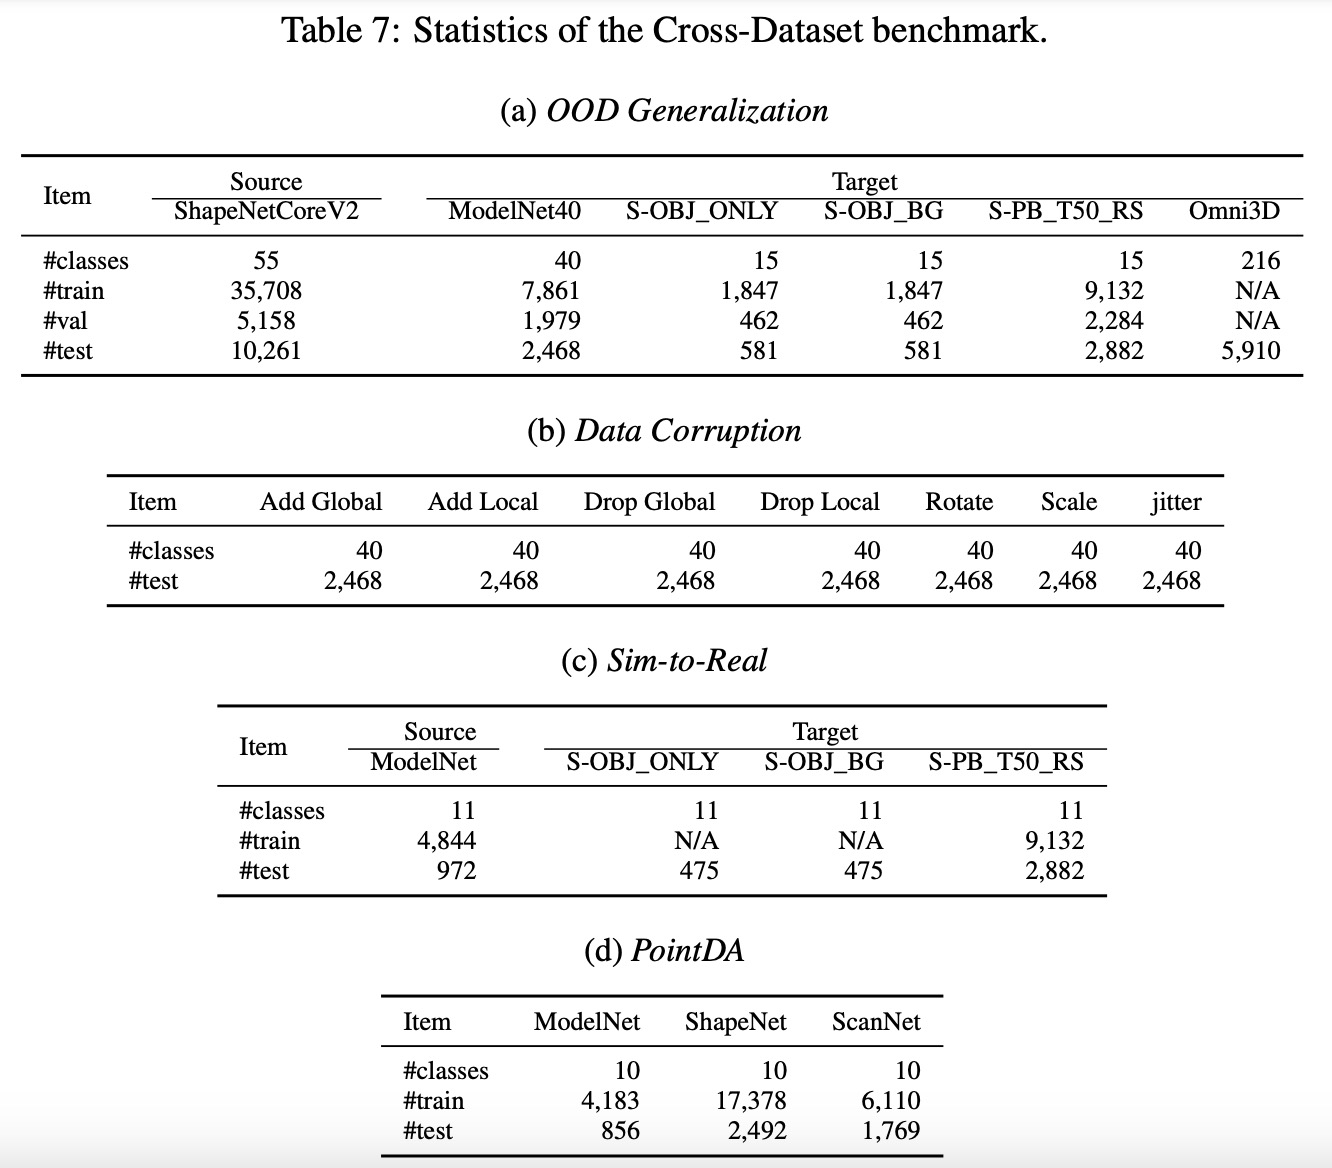 Table 7: Statistics of the Cross-Dataset benchmark.
(a) OOD Generalization
Item Source Target
ShapeNetCoreV2 ModelNet40 S-OBJ_ONLY S-OBJ_BG S-PB_T50_RS Omni3D
#classes 55 40 15 15 15 216
#train 35,708 7,861 1,847 1,847 9,132 N/A
#val 5,158 1,979 462 462 2,284 N/A
#test 10,261 2,468 581 581 2,882 5,910
(b) Data Corruption
Item Add Global Add Local Drop Global Drop Local Rotate Scale jitter
#classes 40 40 40 40 40 40 40
#test 2,468 2,468 2,468 2,468 2,468 2,468 2,468
(c) Sim-to-Real
Item Source Target
ModelNet S-OBJ_ONLY S-OBJ_BG S-PB_T50_RS
#classes 11 11 11 11
#train 4,844 N/A N/A 9,132
#test 972 475 475 2,882
(d) PointDA
Item ModelNet ShapeNet ScanNet
#classes 10 10 10
#train 4,183 17,378 6,110
#test 856 2,492 1,769